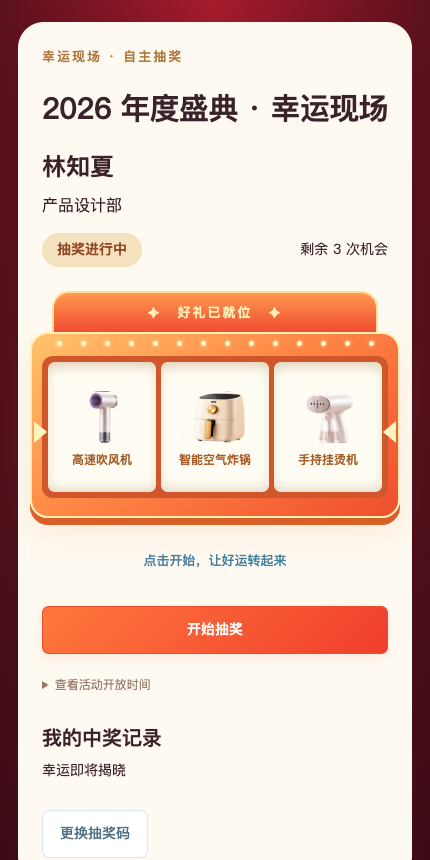 幸运现场 · 自主抽奖
2026 年度盛典 · 幸运现场
林知夏
产品设计部
抽奖进行中
剩余 3 次机会
好礼已就位
高速吹风机
智能空气炸锅
手持挂烫机
点击开始，让好运转起来
开始抽奖
查看活动开放时间
我的中奖记录
幸运即将揭晓
更换抽奖码